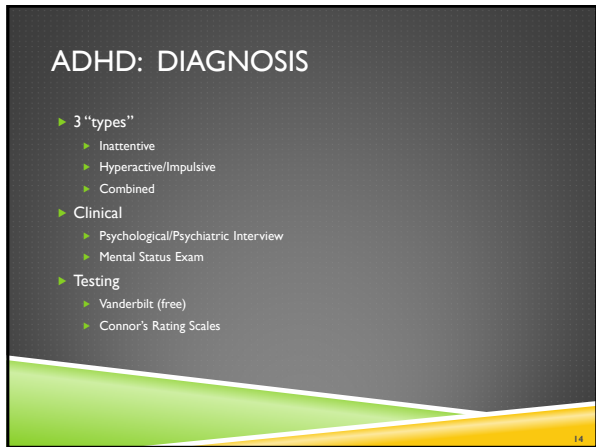 ADHD: DIAGNOSIS
3 “types”
Inattentive
Hyperactive/Impulsive
Combined
Clinical
Psychological/Psychiatric Interview
Mental Status Exam
Testing
Vanderbilt (free)
Connor’s Rating Scales
14